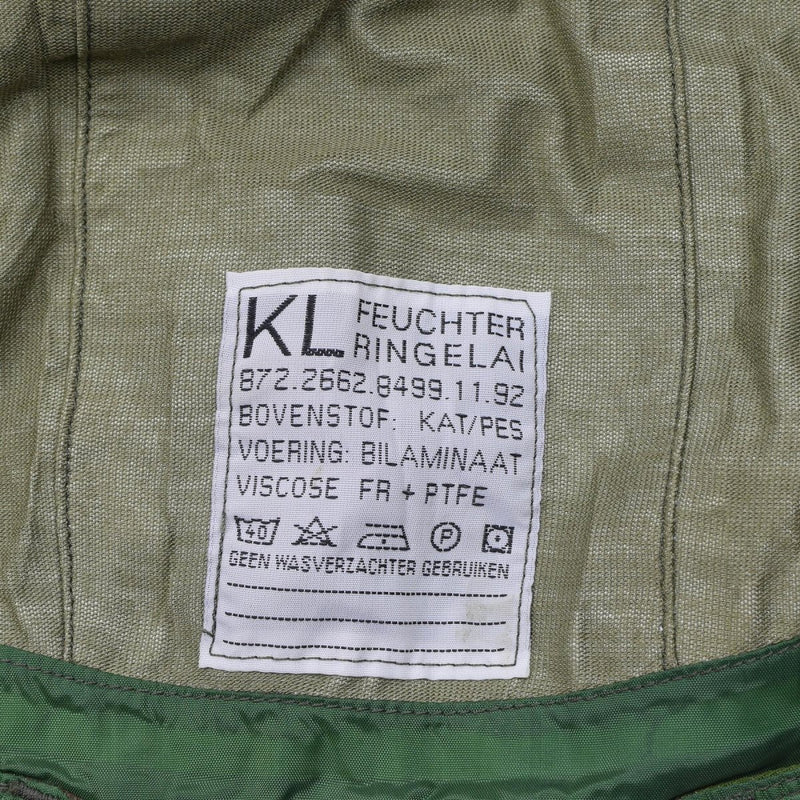 KL FEUCHTER
RINGELAI
872.2662.8499.11.92
BOVENSTOF: KAT/PES
VOERING: BILAMINAAT
VISCOSE FR + PTFE
40 P
GEEN WASVERZACHTER GEBRUIKEN